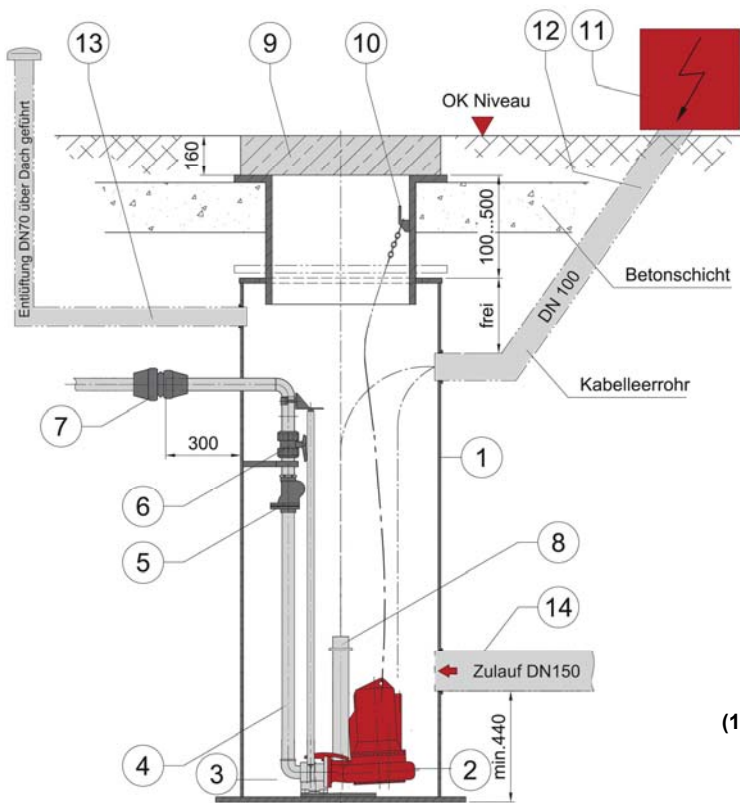 13
9
10
12
11
OK Niveau
160
Entlüftung DN70 über Dach geführt
100...500
Betonschicht
frei
DN 100
Kabelleerrohr
7
300
1
6
5
8
14
Zulauf DN150
4
3
2
min.440
(1